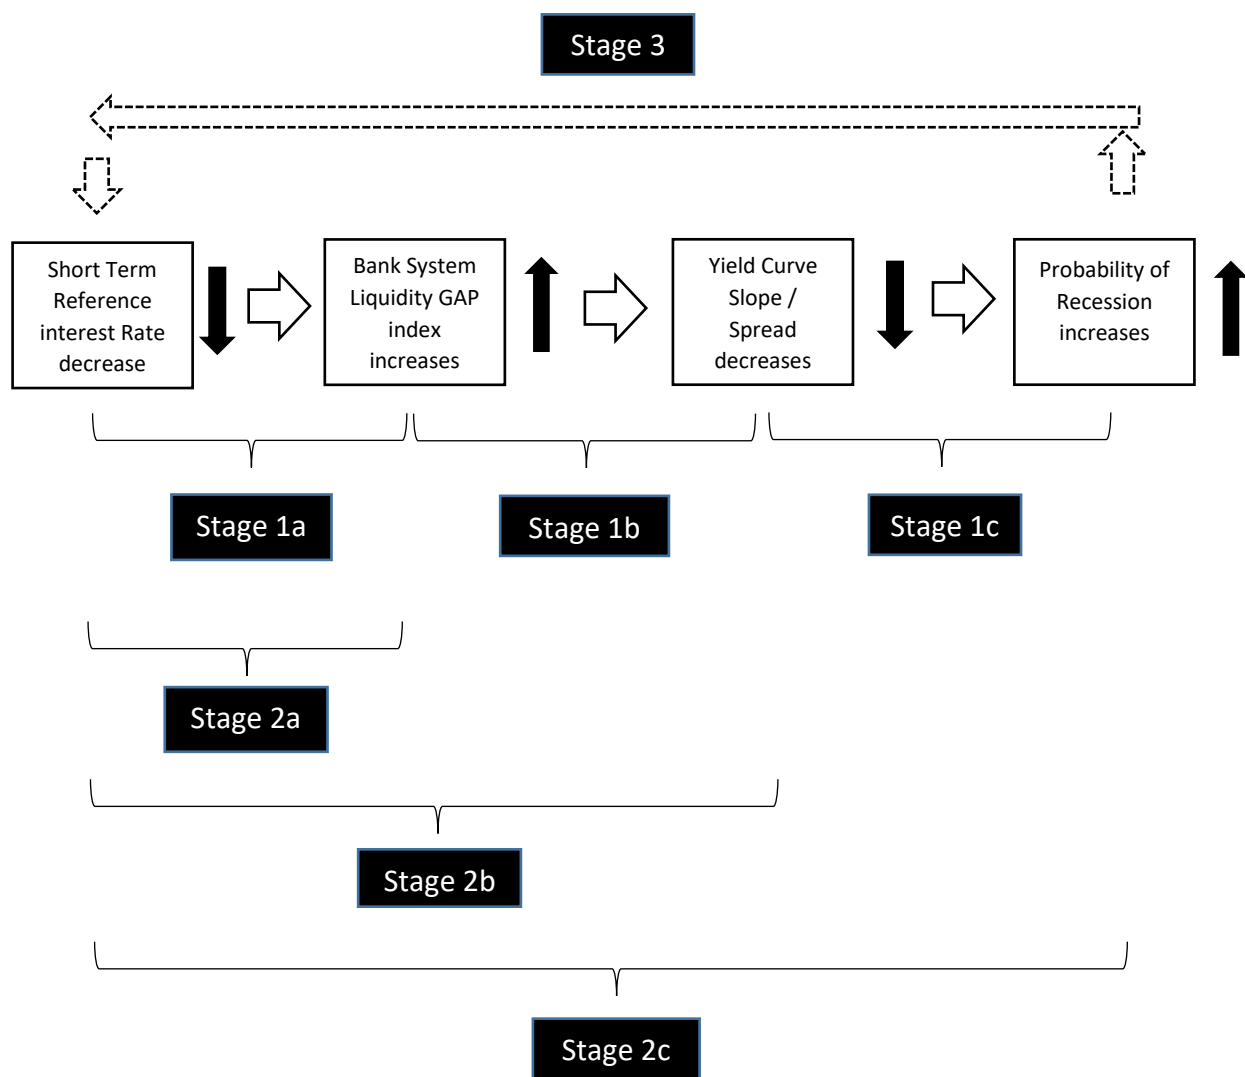 Stage 3
Short Term
Reference
interest Rate
decrease
Bank System
Liquidity GAP
index
increases
Yield Curve
Slope /
Spread
decreases
Probability of
Recession
increases
Stage 1a
Stage 1b
Stage 1c
Stage 2a
Stage 2b
Stage 2c